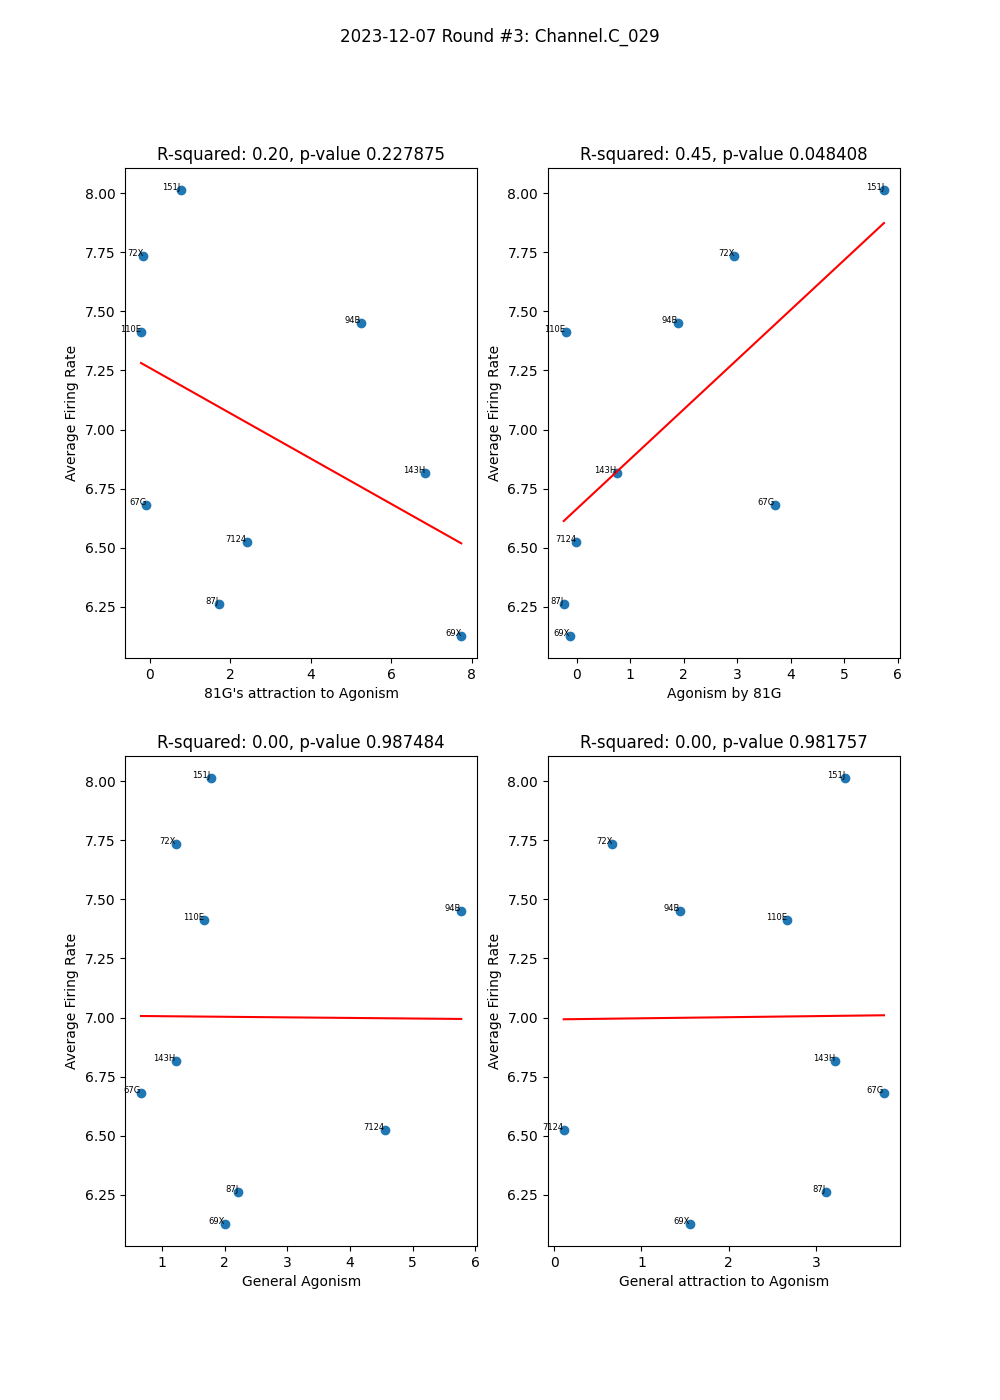 2023-12-07 Round #3: Channel.C_029
R-squared: 0.20, p-value 0.227875
8.00
7.75
7.50
7.25
7.00
6.75
6.50
6.25
Average Firing Rate
151J
72X
110E
94B
143H
67G
7124
87J
69X
0 2 4 6 8
81G's attraction to Agonism
R-squared: 0.45, p-value 0.048408
8.00
7.75
7.50
7.25
7.00
6.75
6.50
6.25
Average Firing Rate
151J
72X
94B
110E
143H
67G
7124
87J
69X
0 1 2 3 4 5 6
Agonism by 81G
R-squared: 0.00, p-value 0.987484
8.00
7.75
7.50
7.25
7.00
6.75
6.50
6.25
Average Firing Rate
151J
72X
94B
110E
143H
67G
7124
87J
69X
1 2 3 4 5 6
General Agonism
R-squared: 0.00, p-value 0.981757
8.00
7.75
7.50
7.25
7.00
6.75
6.50
6.25
Average Firing Rate
151J
72X
94B
110E
143H
67G
7124
87J
69X
0 1 2 3
General attraction to Agonism